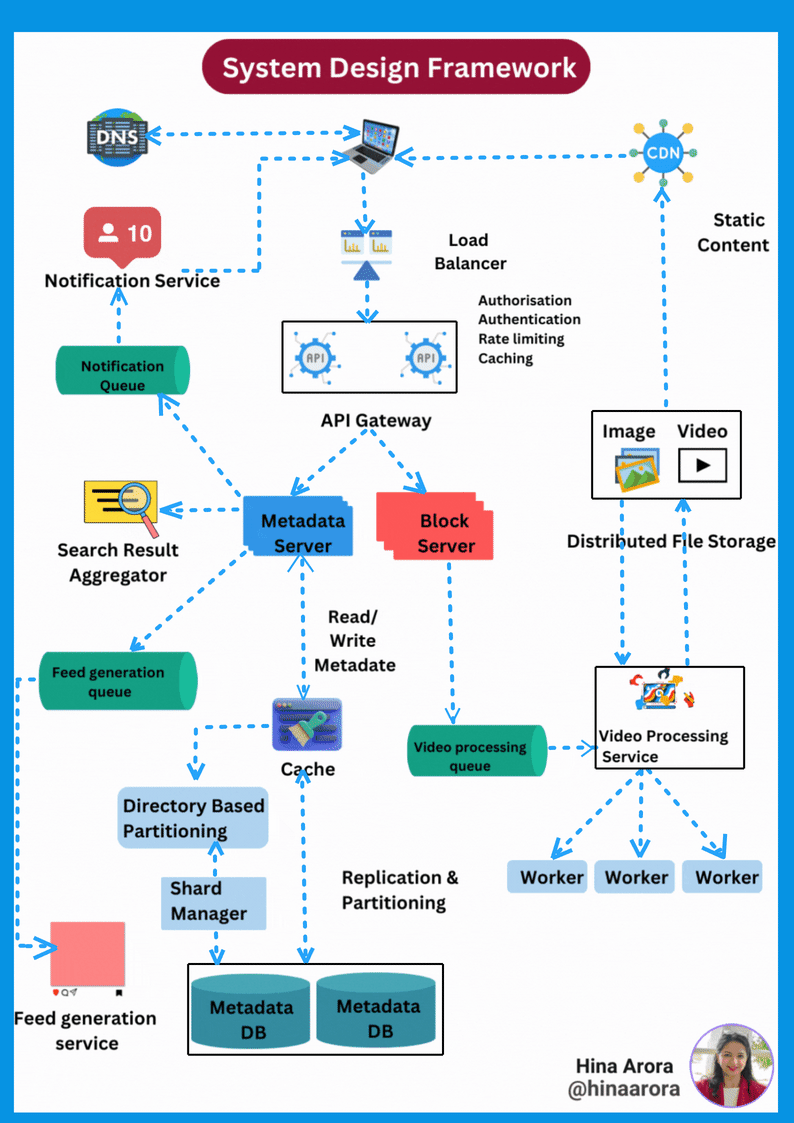 System Design Framework
DNS
CDN
10
Static
Content
Load
Balancer
Notification Service
Authorisation
Authentication
Rate limiting
Caching
API
API
Notification
Queue
API Gateway
Image
Video
Metadata
Server
Block
Server
Search Result
Aggregator
Distributed File Storage
Read/
Write
Metadate
Feed generation
queue
Video processing
queue
Video Processing
Service
Cache
Directory Based
Partitioning
Worker
Worker
Worker
Shard
Manager
Replication &
Partitioning
Metadata
DB
Metadata
DB
Feed generation
service
Hina Arora
@hinaarora